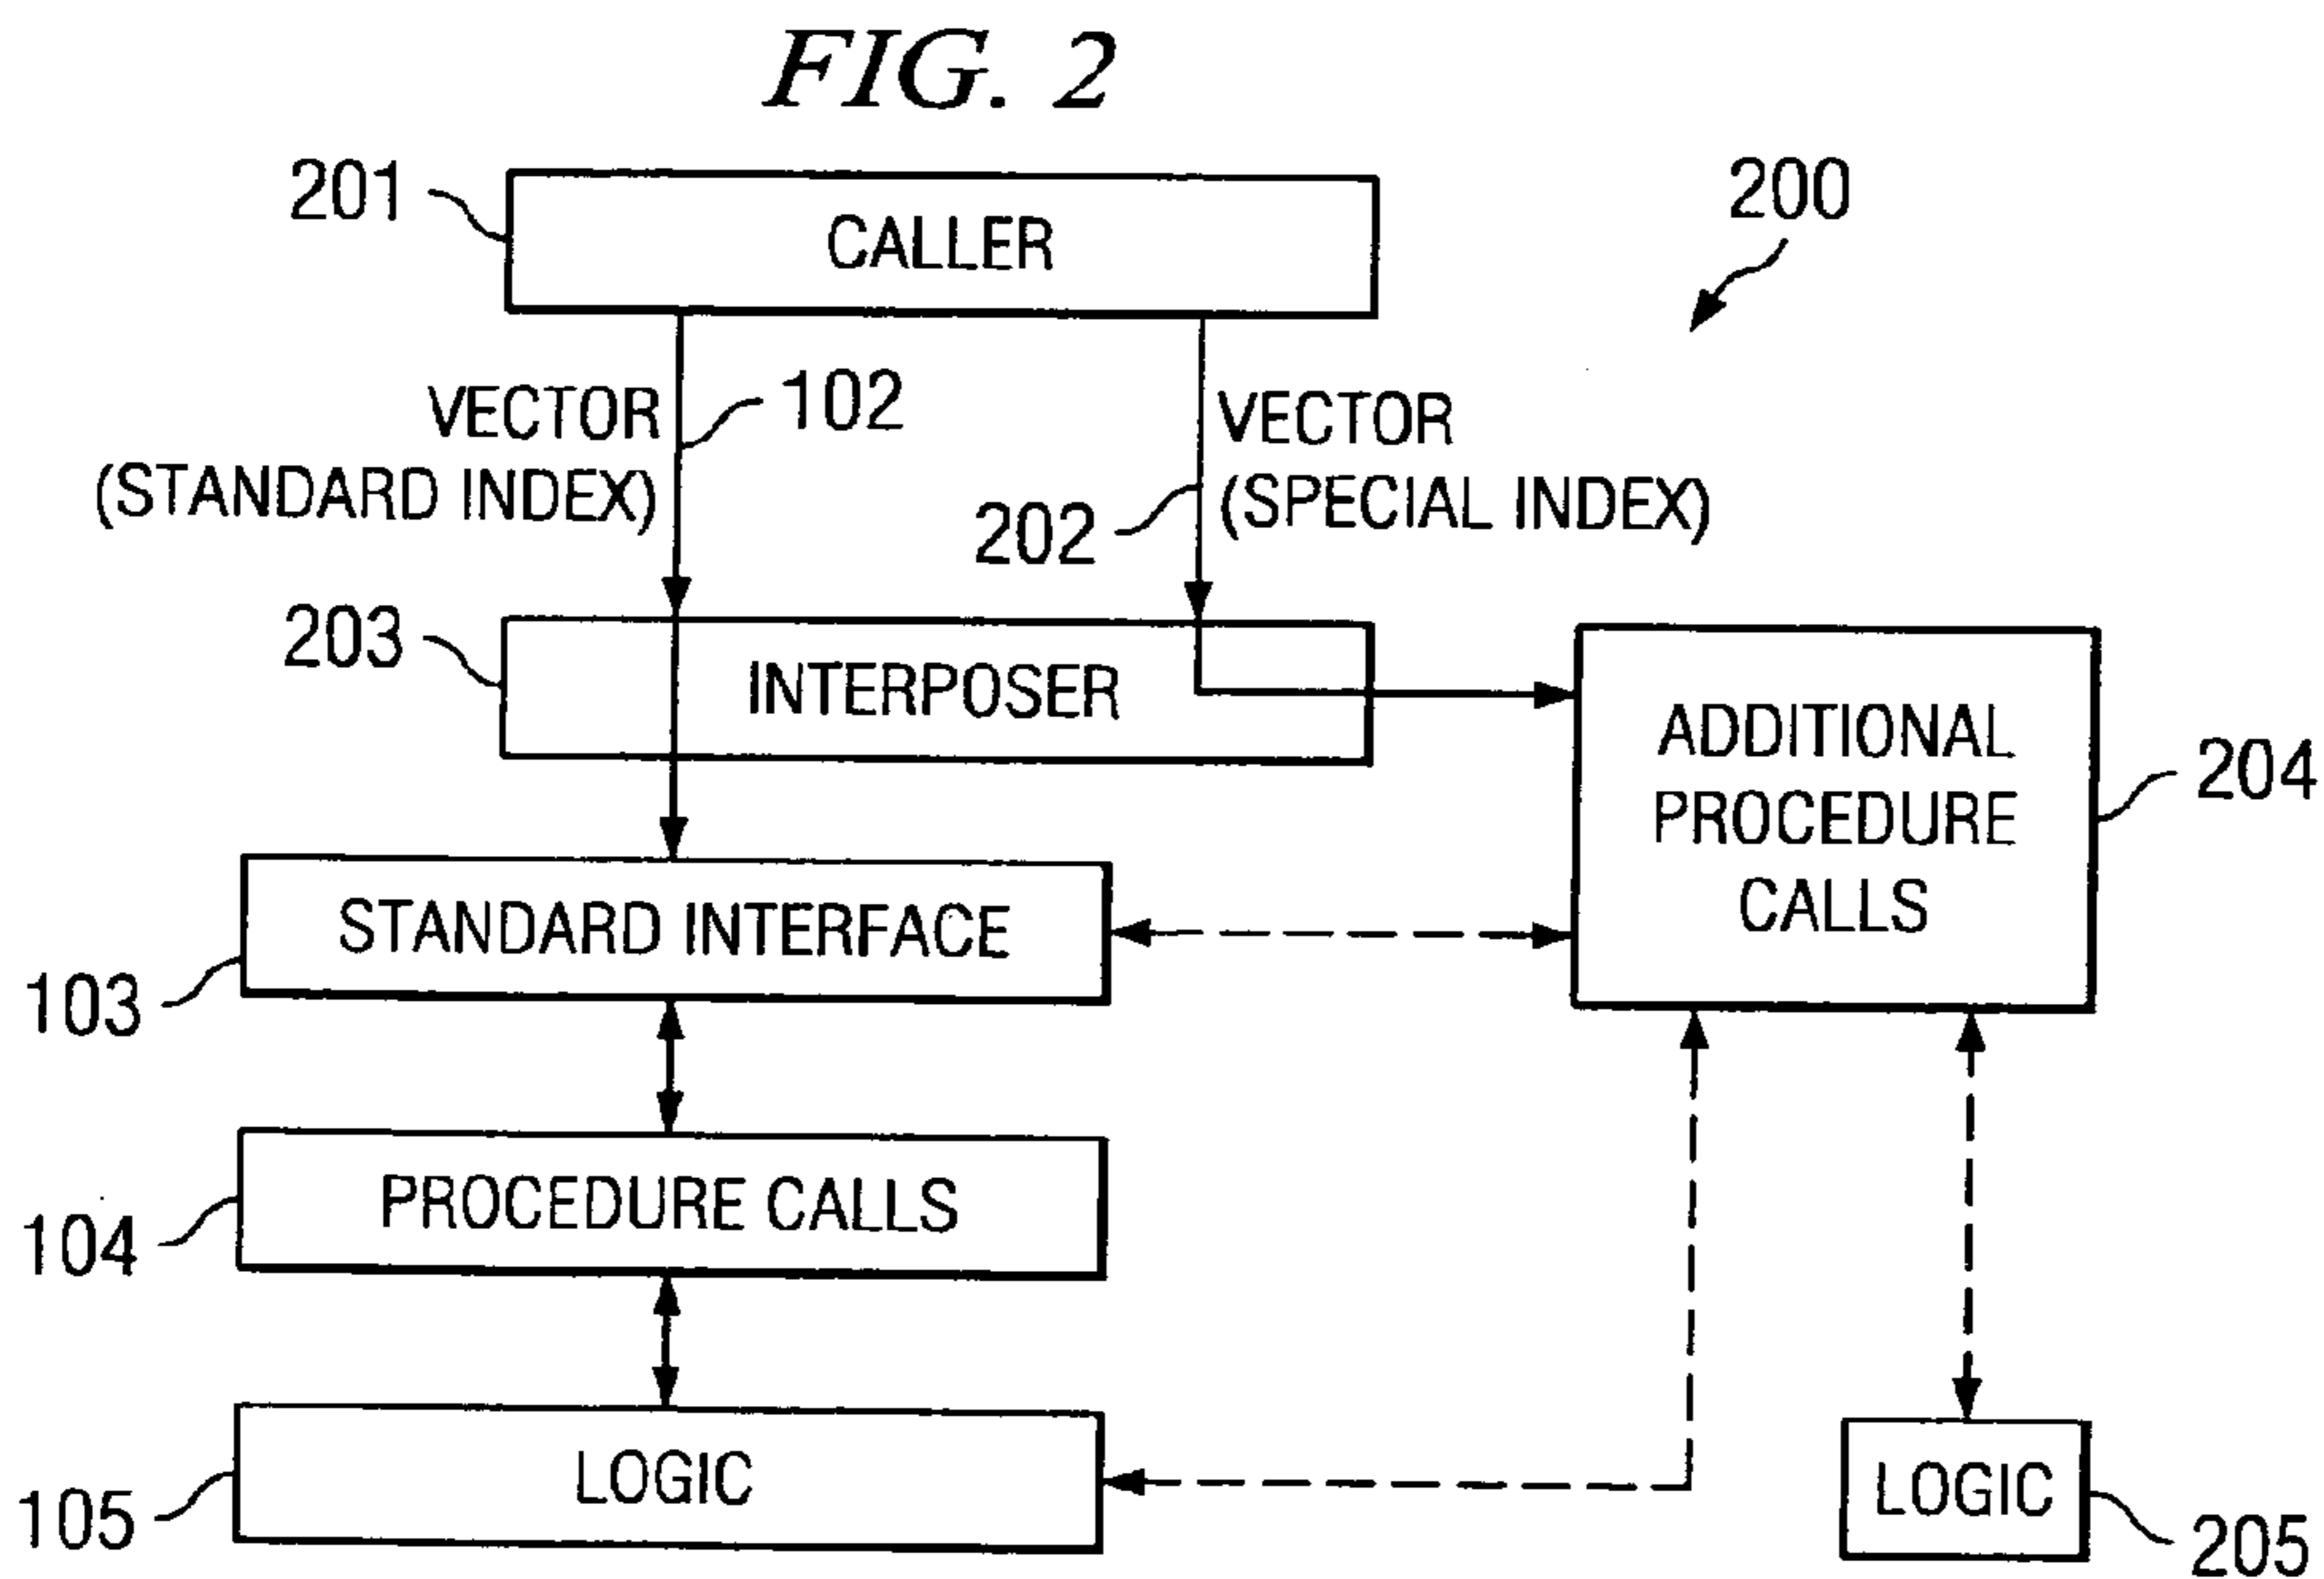 FIG. 2
201
CALLER
200
VECTOR
(STANDARD INDEX)
102
202
VECTOR
(SPECIAL INDEX)
203
INTERPOSER
ADDITIONAL
PROCEDURE
CALLS
204
STANDARD INTERFACE
103
PROCEDURE CALLS
104
LOGIC
105
LOGIC
205